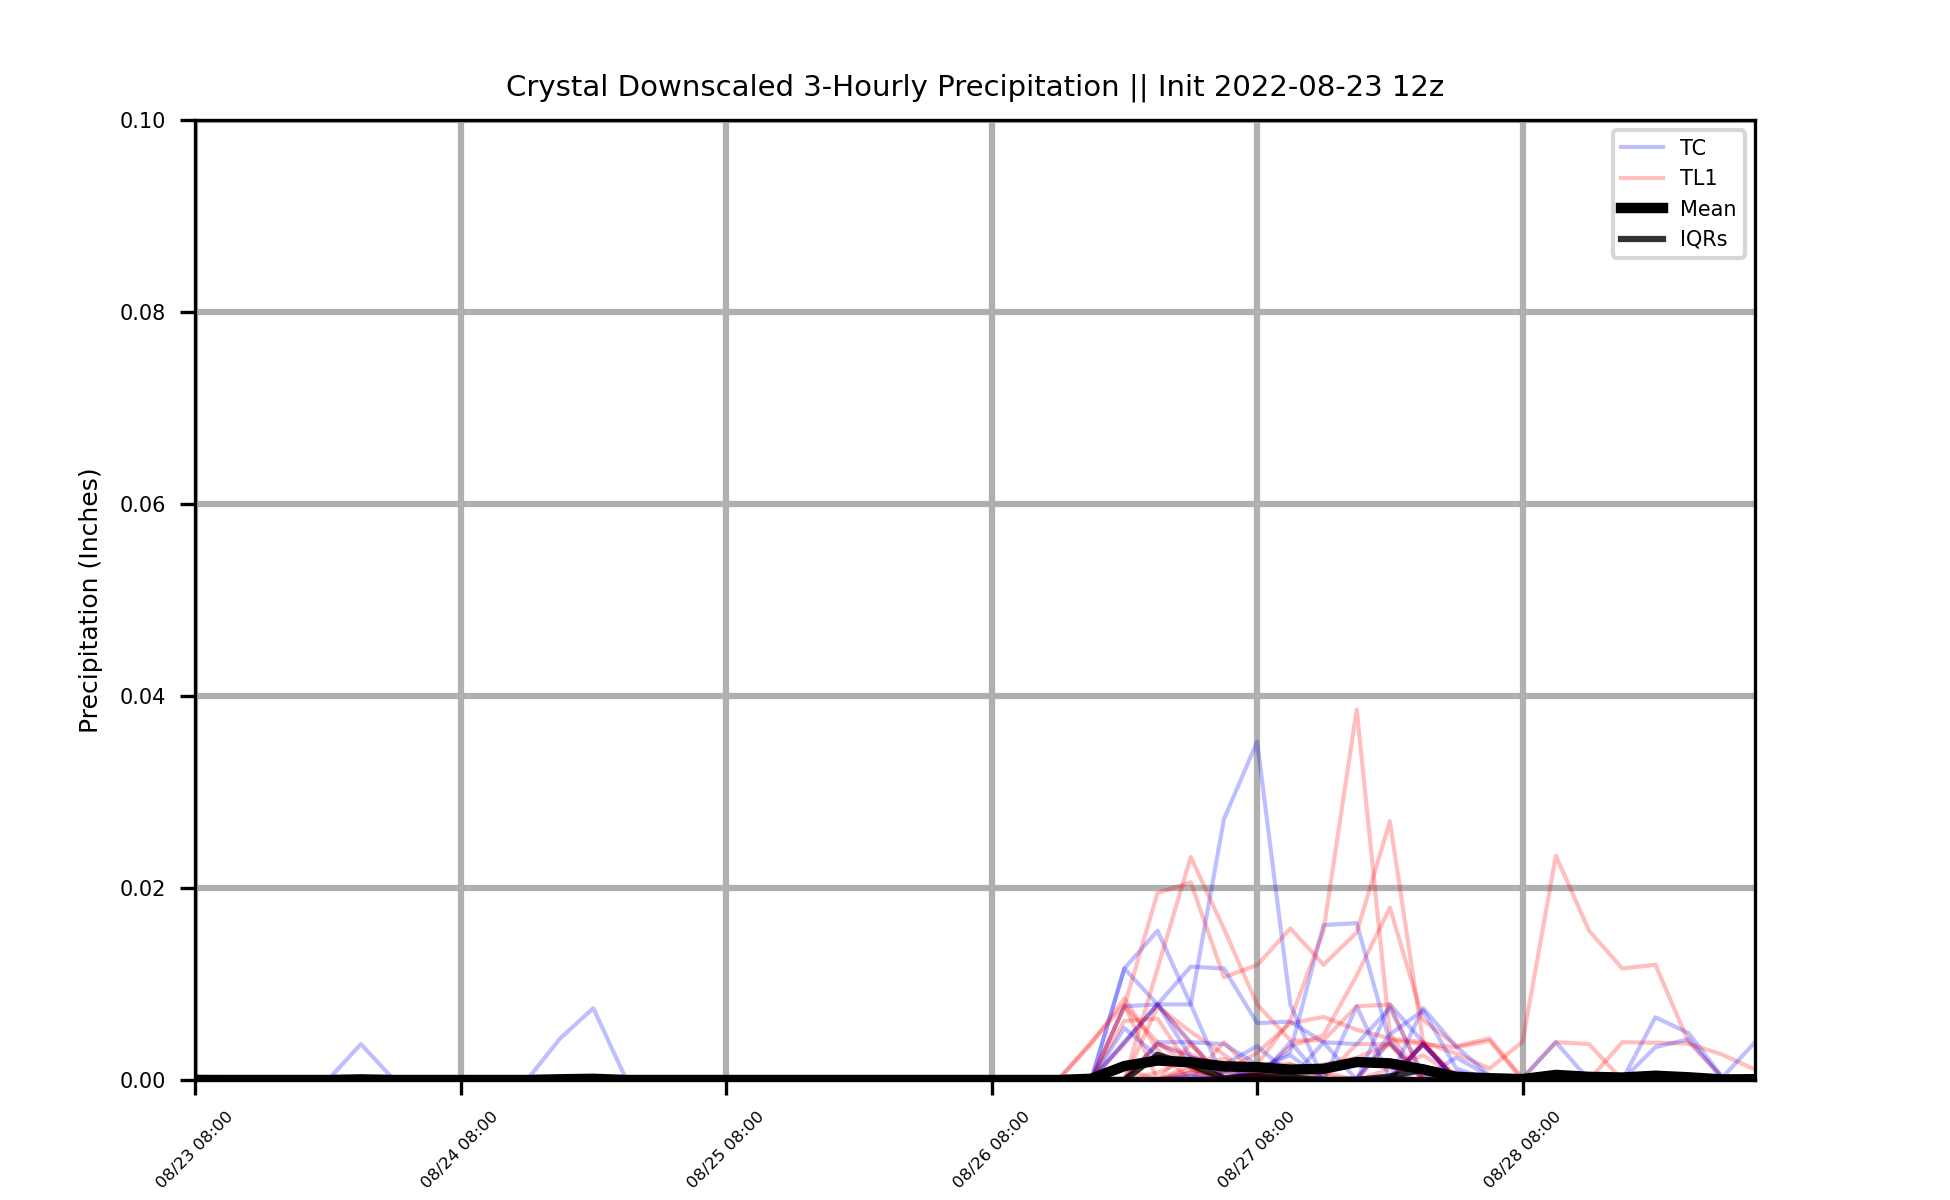 Crystal Downscaled 3-Hourly Precipitation || Init 2022-08-23 12z
0.10
0.08
0.06
0.04
0.02
0.00
Precipitation (Inches)
TC
TL1
Mean
IQRs
08/23 08:00
08/24 08:00
08/25 08:00
08/26 08:00
08/27 08:00
08/28 08:00